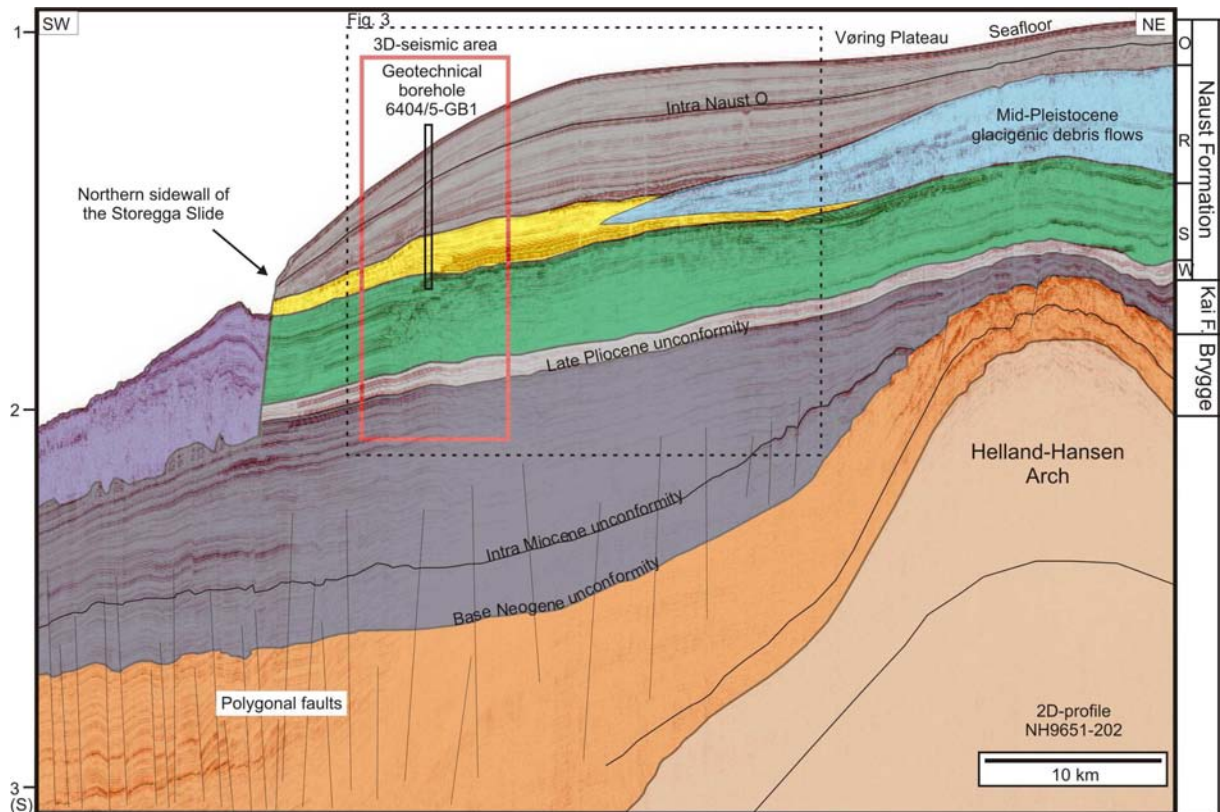 Fig. 3
SW
NE
1
2
3
(S)
3D-seismic area
Geotechnical
borehole
6404/5-GB1
Vøring Plateau
Seafloor
Intra Naust O
Mid-Pleistocene
glacigenic debris flows
Northern sidewall of
the Storegga Slide
Late Pliocene unconformity
Intra Miocene unconformity
Base Neogene unconformity
Helland-Hansen
Arch
Polygonal faults
2D-profile
NH9651-202
10 km
O
R
S
W
Naust Formation
Kai F.
Brygge